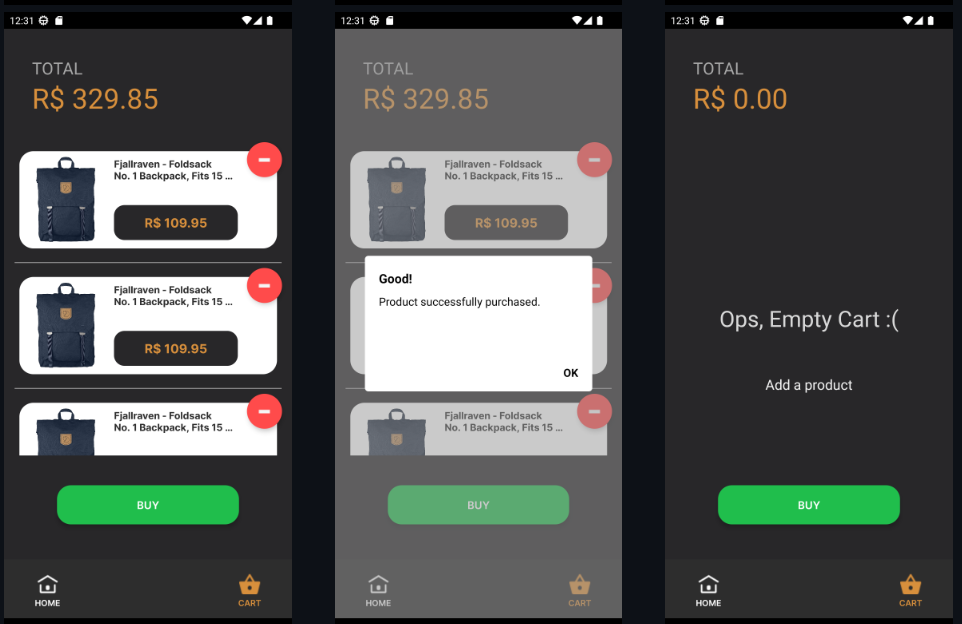 12:31
TOTAL
R$ 329.85
Fjallraven - Foldsack
No. 1 Backpack, Fits 15 ...
R$ 109.95
Fjallraven - Foldsack
No. 1 Backpack, Fits 15 ...
R$ 109.95
Fjallraven - Foldsack
No. 1 Backpack, Fits 15 ...
BUY
HOME
CART
12:31
TOTAL
R$ 329.85
Fjallraven - Foldsack
No. 1 Backpack, Fits 15 ...
R$ 109.95
Good!
Product successfully purchased.
OK
Fjallraven - Foldsack
No. 1 Backpack, Fits 15 ...
BUY
HOME
CART
12:31
TOTAL
R$ 0.00
Ops, Empty Cart :(
Add a product
BUY
HOME
CART